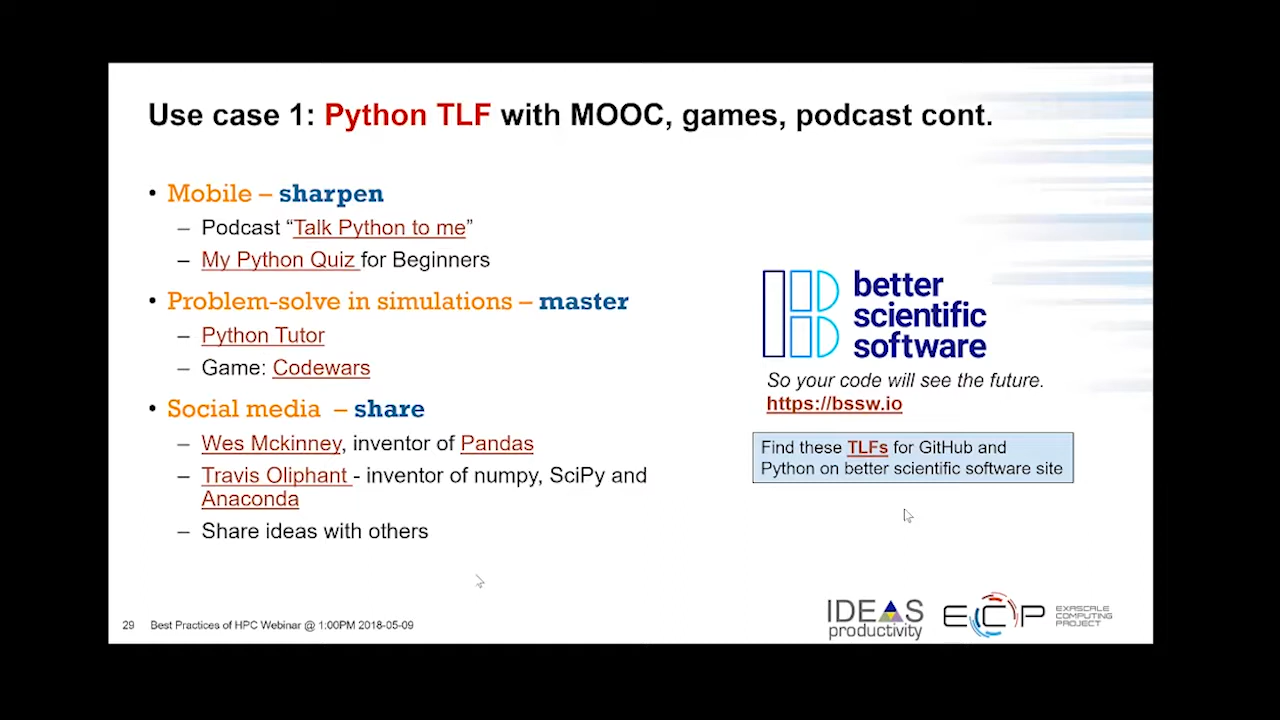 Use case 1: Python TLF with MOOC, games, podcast cont.
• Mobile – sharpen
– Podcast “Talk Python to me”
– My Python Quiz for Beginners
• Problem-solve in simulations – master
– Python Tutor
– Game: Codewars
• Social media – share
– Wes Mckinney, inventor of Pandas
– Travis Oliphant - inventor of numpy, SciPy and
Anaconda
– Share ideas with others
better
scientific
software
So your code will see the future.
https://bssw.io
Find these TLFs for GitHub and
Python on better scientific software site
29 Best Practices of HPC Webinar @ 1:00PM 2018-05-09
IDEAS
productivity
ECP
EXASCALE
COMPUTING
PROJECT